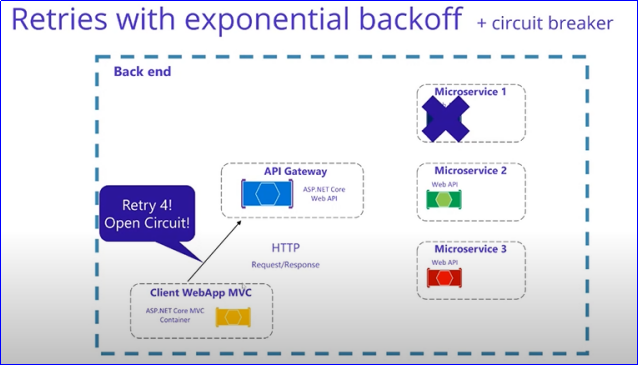 Retries with exponential backoff + circuit breaker
Back end
Microservice 1
API Gateway
ASP.NET Core
Web API
Microservice 2
Web API
Retry 4!
Open Circuit!
HTTP
Request/Response
Microservice 3
Web API
Client WebApp MVC
ASP.NET Core MVC
Container